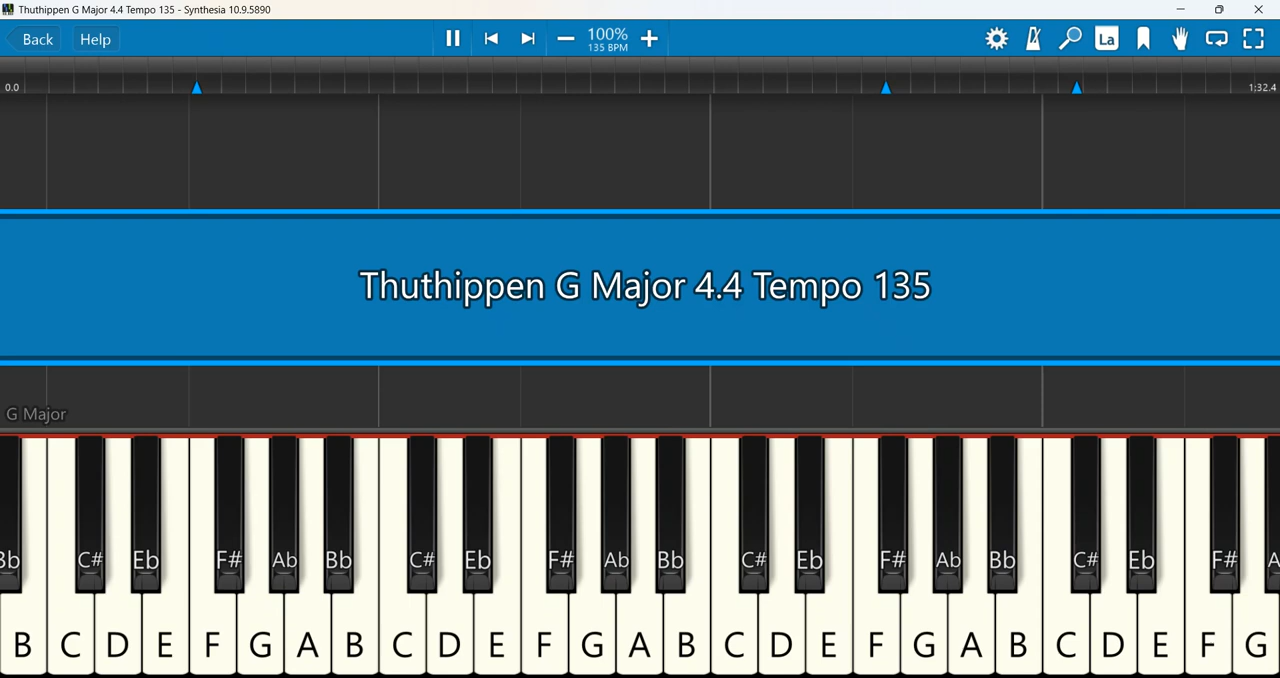 Thuthippen G Major 4.4 Tempo 135 - Synthesia 10.9.5890
Back Help 100% La
135 BPM
0.0 1:32.4
Thuthippen G Major 4.4 Tempo 135
G Major
Bb C# Eb F# Ab Bb C# Eb F# Ab Bb C# Eb F# Ab Bb C# Eb F# A
B C D E F G A B C D E F G A B C D E F G A B C D E F G